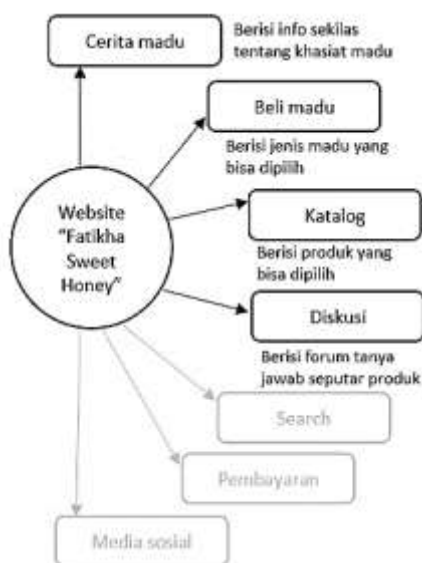 Cerita madu
Berisi info sekilas
tentang khasiat madu
Beli madu
Berisi jenis madu yang
bisa dipilih
Website
"Fatikha
Sweet
Honey"
Katalog
Berisi produk yang
bisa dipilih
Diskusi
Berisi forum tanya
jawab seputar produk
Search
Pembayaran
Media sosial